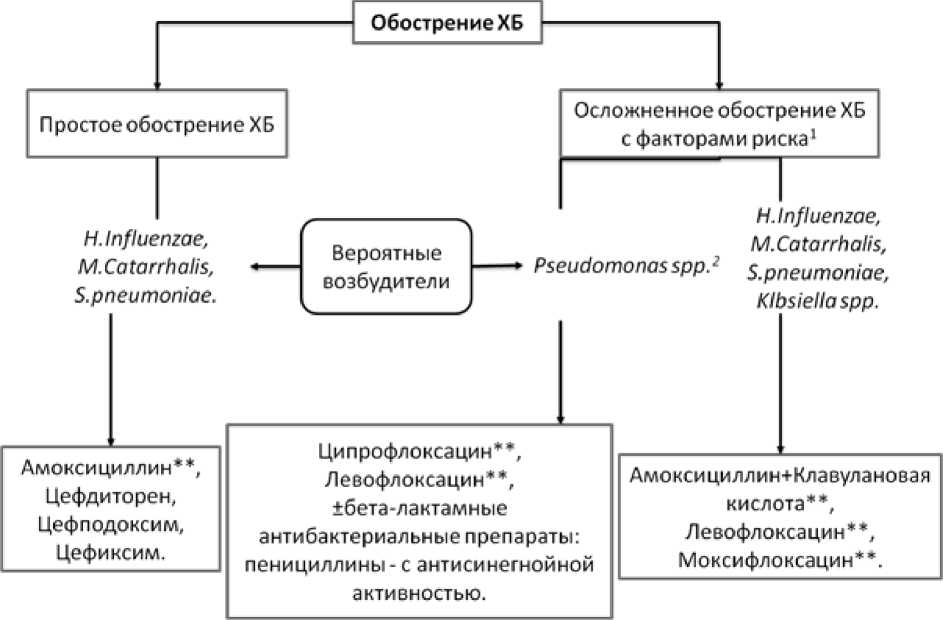 Обострение ХБ
Простое обострение ХБ
Осложненное обострение ХБ
с факторами риска¹
H.Influenzae,
M.Catarrhalis,
S.pneumoniae.
Вероятные
возбудители
Pseudomonas spp.²
H.Influenzae,
M.Catarrhalis,
S.pneumoniae,
Klbsiella spp.
Амоксициллин**,
Цефдиторен,
Цефподоксим,
Цефиксим.
Ципрофлоксацин**,
Левофлоксацин**,
±бета-лактамные
антибактериальные препараты:
пенициллины - с антисинегнойной
активностью.
Амоксициллин+Клавулановая
кислота**,
Левофлоксацин**,
Моксифлоксацин**.